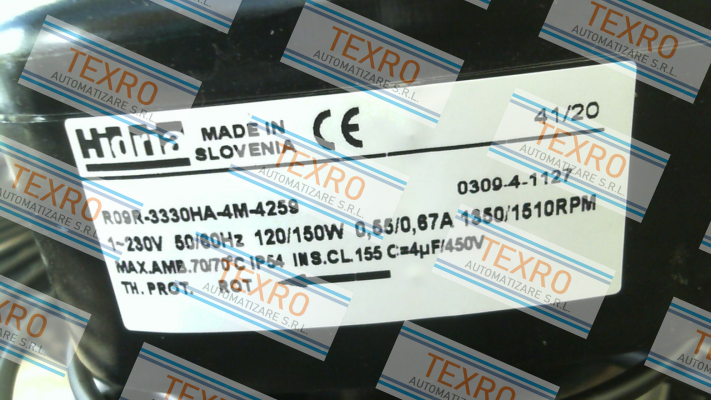 Hidria
MADE IN
SLOVENIA
CE
41/20
0309-4-1127
R09R-3330HA-4M-4259
1~230V 50/60Hz 120/150W 0,55/0,67A 1350/1510RPM
MAX.AMB.70/70°C IP54 INS.CL 155 C=4µF/450V
TH. PROT. ROT
TEXRO
AUTOMATIZARE S.R.L.